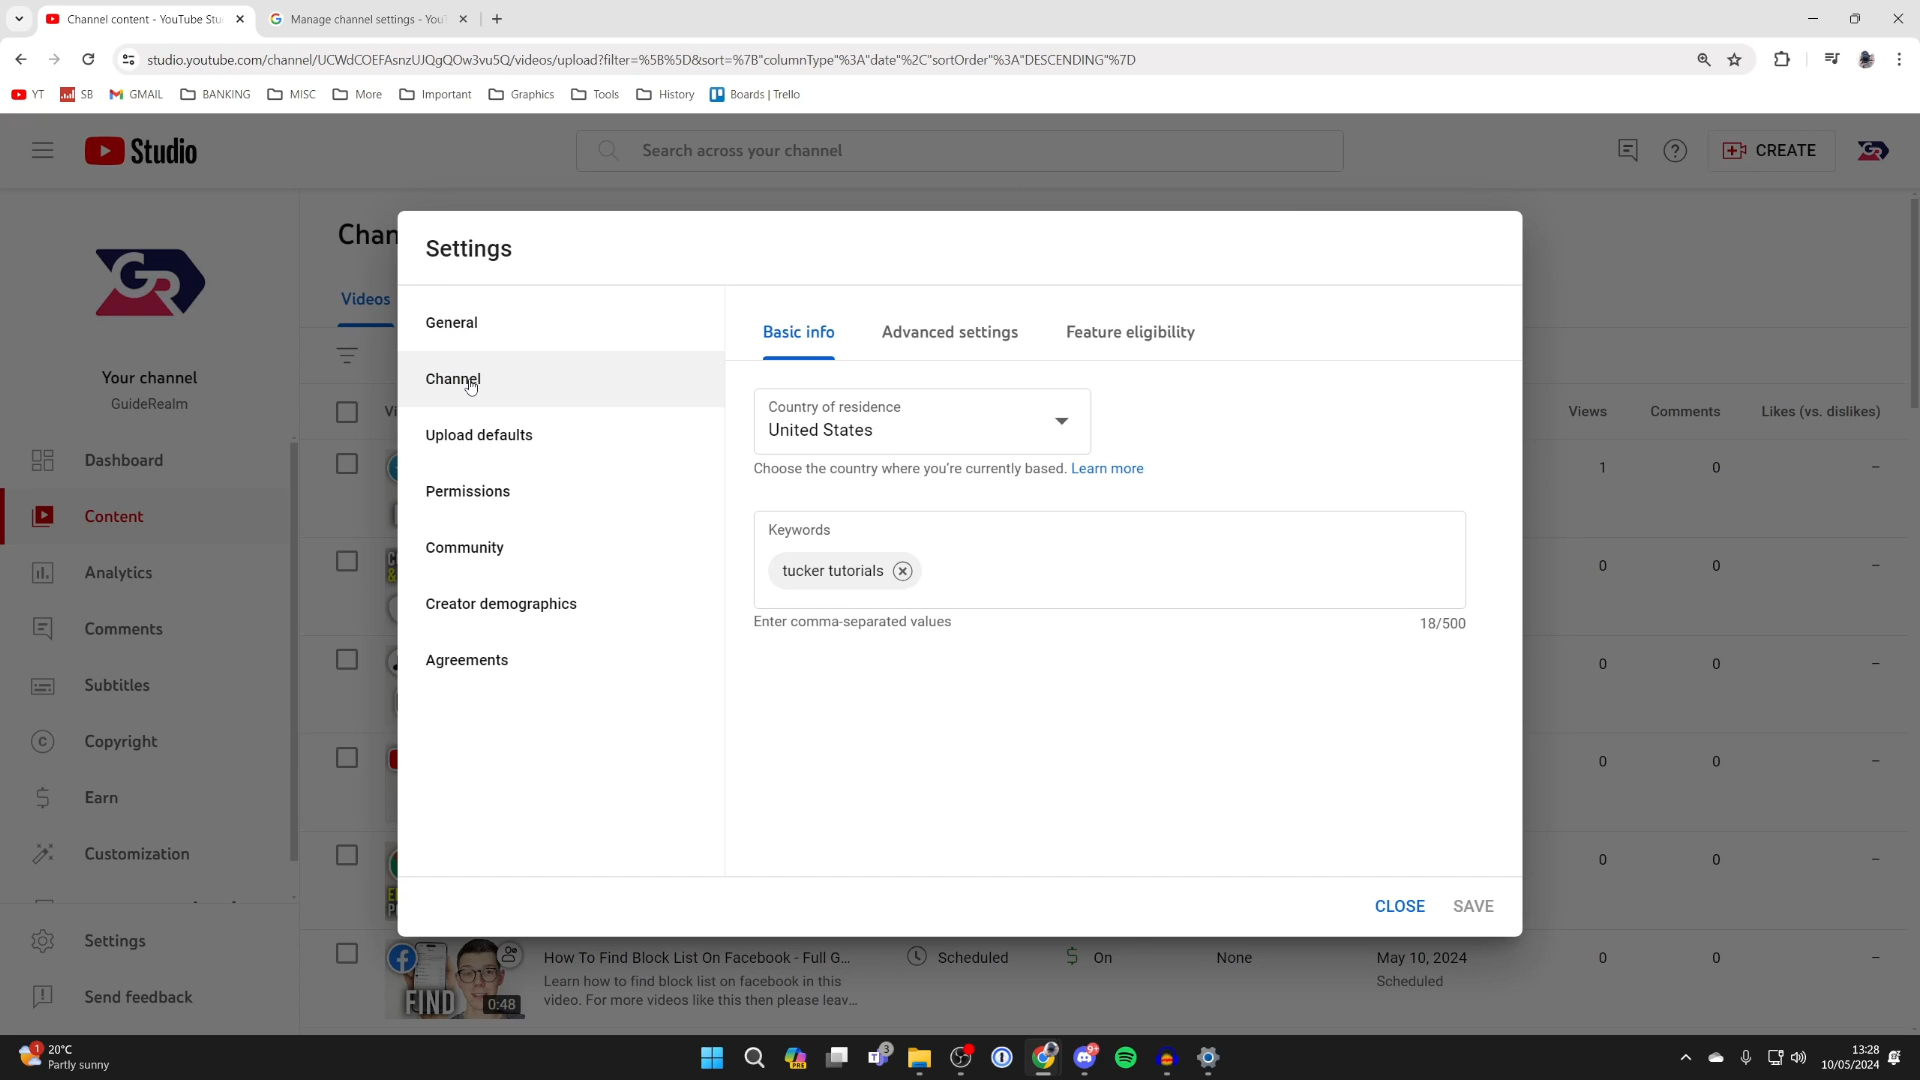 Channel content - YouTube Stu
Manage channel settings - You
studio.youtube.com/channel/UCWdCOEFAsnzUJQgQOw3vu5Q/videos/upload?filter=%5B%5D&sort=%7B"columnType"%3A"date"%2C"sortOrder"%3A"DESCENDING"%7D
YT SB GMAIL BANKING MISC More Important Graphics Tools History Boards | Trello
Studio
Search across your channel
CREATE
Your channel
GuideRealm
Dashboard
Content
Analytics
Comments
Subtitles
Copyright
Earn
Customization
Settings
Send feedback
Chan
Videos
Settings
General
Channel
Upload defaults
Permissions
Community
Creator demographics
Agreements
Basic info Advanced settings Feature eligibility
Country of residence
United States
Choose the country where you're currently based. Learn more
Keywords
tucker tutorials
Enter comma-separated values 18/500
CLOSE SAVE
Views Comments Likes (vs. dislikes)
1 0 –
0 0 –
0 0 –
0 0 –
0 0 –
FIND
0:48
How To Find Block List On Facebook - Full G... Scheduled On None May 10, 2024 0 0 –
Learn how to find block list on facebook in this Scheduled
video. For more videos like this then please leav...
1
20°C
Partly sunny
PRE
3
9+
13:28
10/05/2024